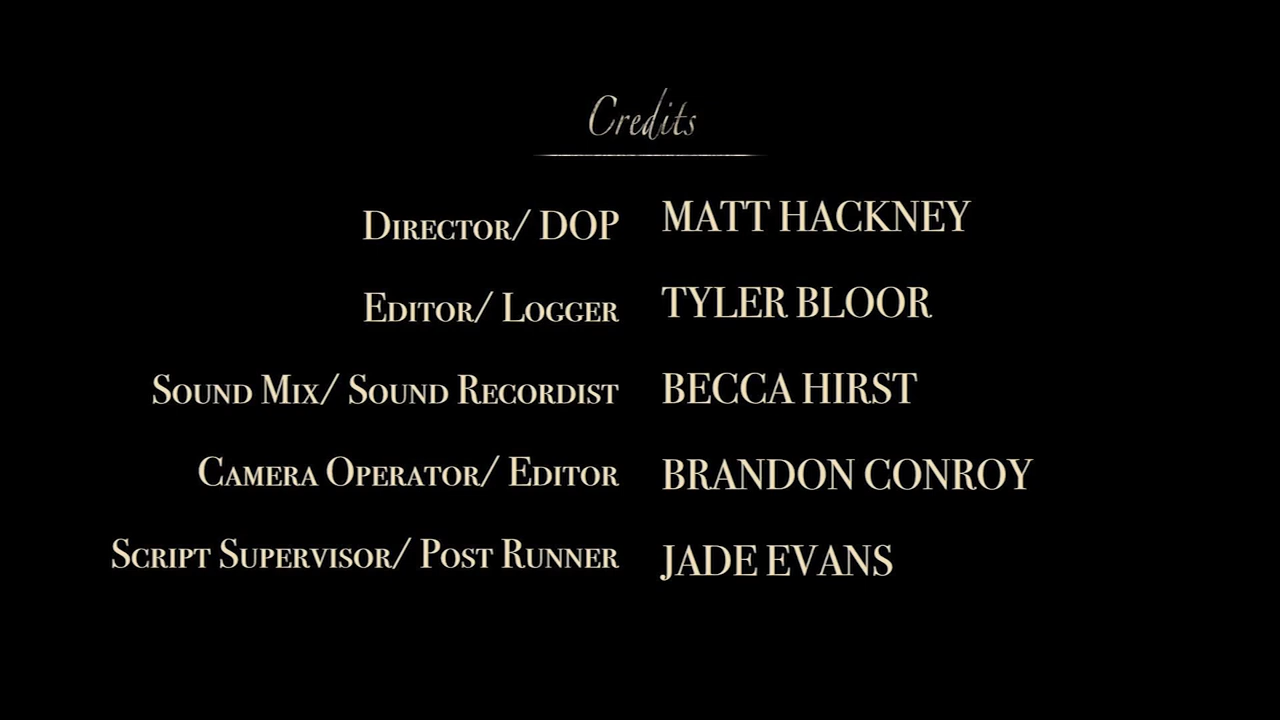 Credits
Director/ DOP MATT HACKNEY
Editor/ Logger TYLER BLOOR
Sound Mix/ Sound Recordist BECCA HIRST
Camera Operator/ Editor BRANDON CONROY
Script Supervisor/ Post Runner JADE EVANS